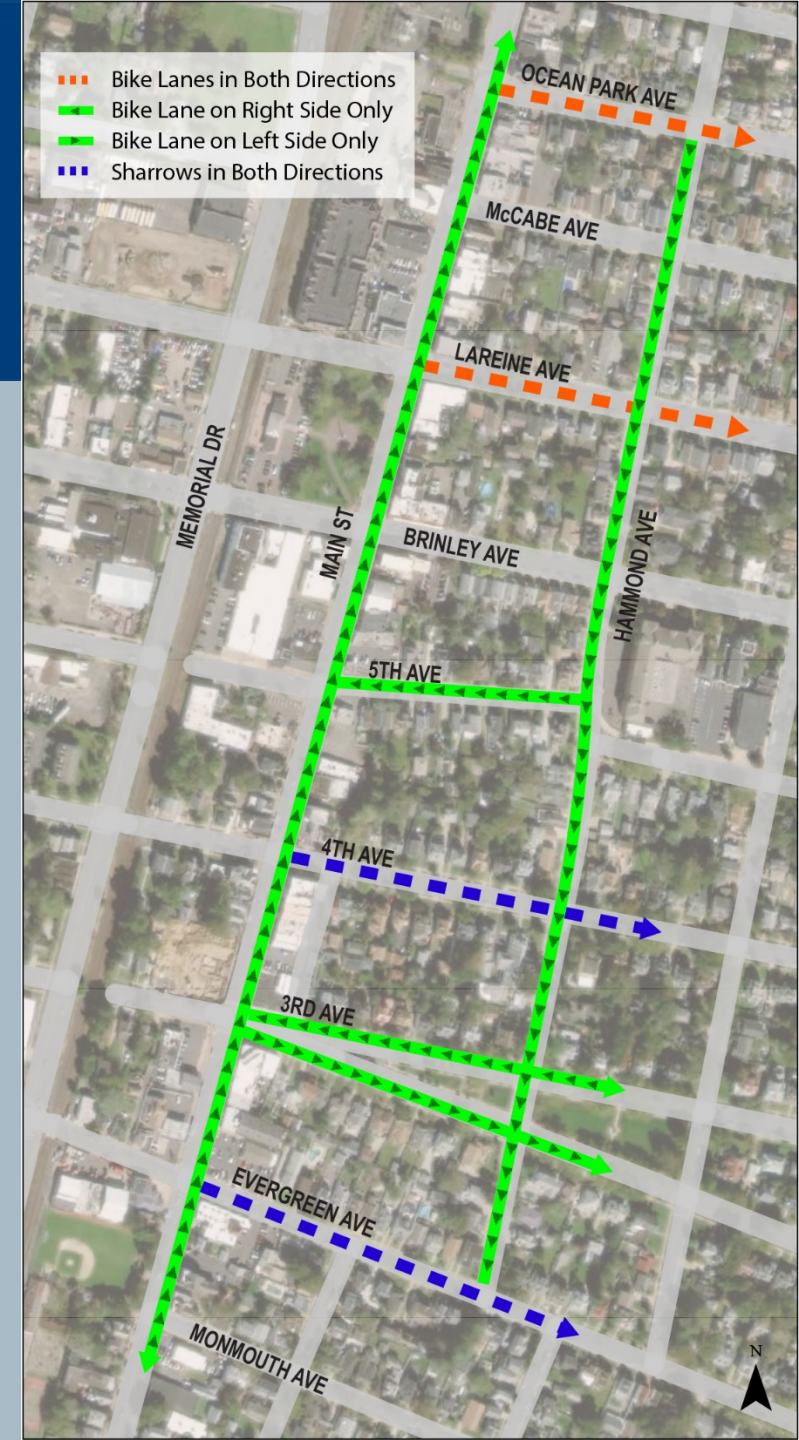 Bike Lanes in Both Directions
Bike Lane on Right Side Only
Bike Lane on Left Side Only
Sharrows in Both Directions
OCEAN PARK AVE
McCABE AVE
LAREINE AVE
MEMORIAL DR
MAIN ST
BRINLEY AVE
HAMMOND AVE
5TH AVE
4TH AVE
3RD AVE
EVERGREEN AVE
MONMOUTH AVE
N